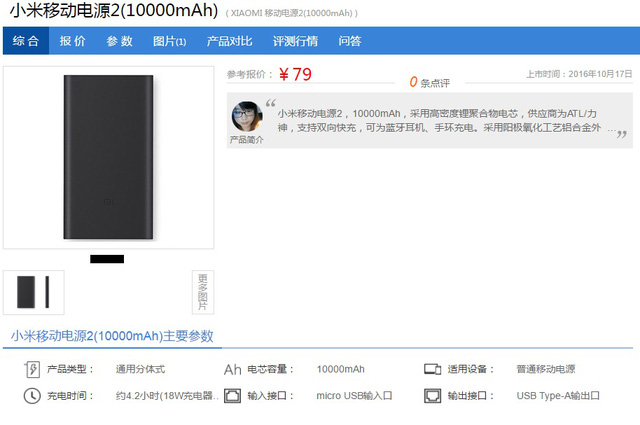 小米移动电源2(10000mAh) ( XIAOMI 移动电源2(10000mAh) )
综 合 报 价 参 数 图片(1) 产品对比 评测行情 问答
参考报价： ￥79 0 条点评 上市时间：2016年10月17日
“ 小米移动电源2，10000mAh，采用高密度锂聚合物电芯，供应商为ATL/力
神，支持双向快充，可为蓝牙耳机、手环充电。采用阳极氧化工艺铝合金外 ... ”
产品简介
更多图片
小米移动电源2(10000mAh)主要参数
产品类型： 通用分体式 Ah 电芯容量： 10000mAh 适用设备： 普通移动电源
充电时间： 约4.2小时(18W充电器... 输入接口： micro USB输入口 输出接口： USB Type-A输出口